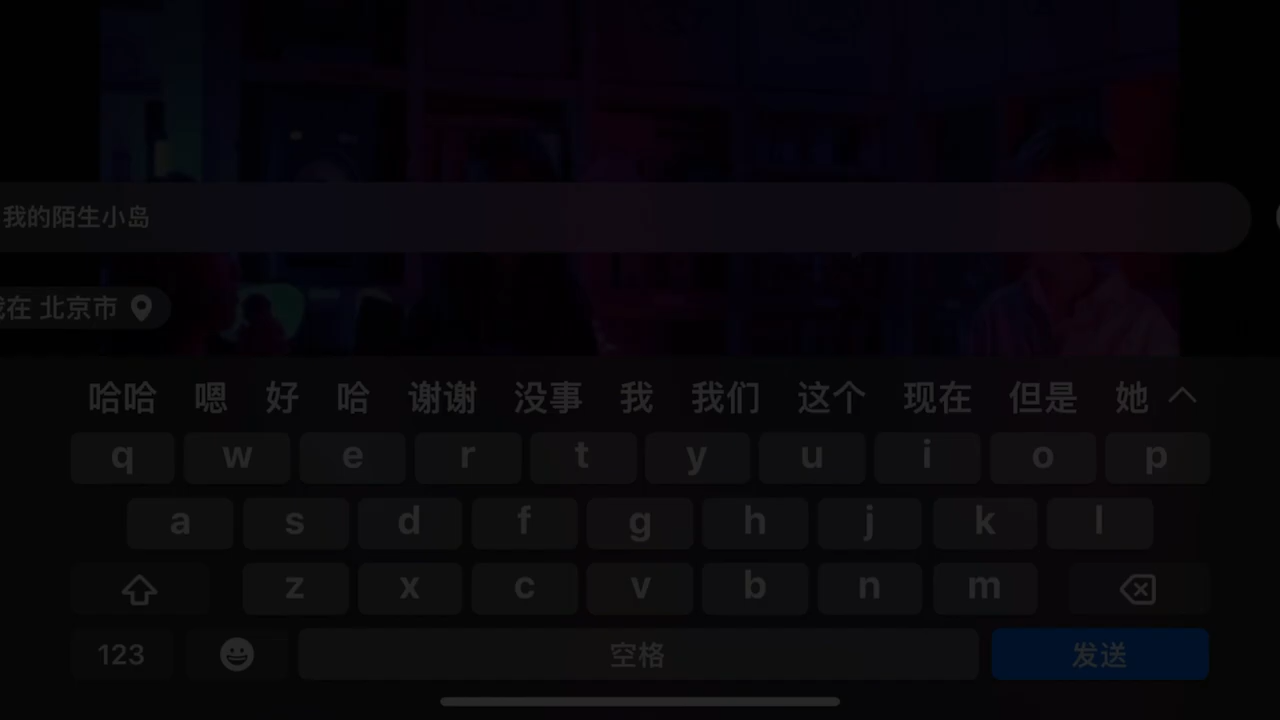 我的陌生小岛
我在 北京市
哈哈 嗯 好 哈 谢谢 没事 我 我们 这个 现在 但是 她
q w e r t y u i o p
a s d f g h j k l
z x c v b n m
123 空格 发送